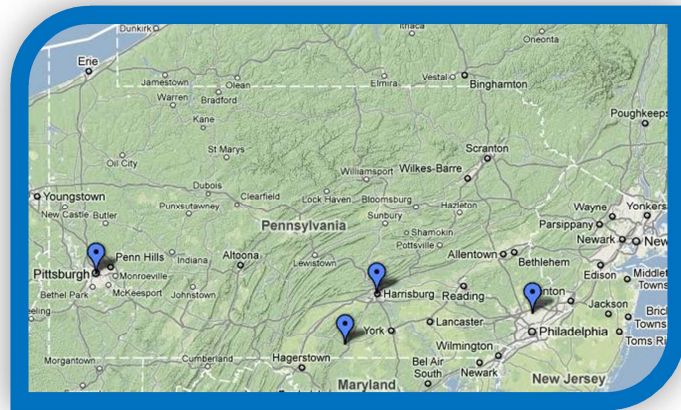 Ithaca
Dunkirk
Oneonta
Erie
Jamestown
Olean
Elmira
Vestal
Binghamton
Warren
Bradford
Poughkeeps
Kane
St Marys
Scranton
Oil City
Williamsport
Wilkes-Barre
Dubois
Youngstown
Clearfield
Lock Haven
Bloomsburg
Hazleton
Wayne
Yonkers
New Castle
Butler
Punxsutawney
Sunbury
Parsippany
Pennsylvania
Shamokin
Newark
New
Pottsville
Penn Hills
Indiana
Altoona
Lewistown
Allentown
Bethlehem
Edison
Middlet
Towns
Pittsburgh
Monroeville
Bethel Park
McKeesport
Johnstown
Harrisburg
Reading
enton
Jackson
Brick
Towns
eling
York
Lancaster
Philadelphia
Toms Ri
Wilmington
Morgantown
Cumberland
Hagerstown
Bel Air
South
Newark
Maryland
New Jersey